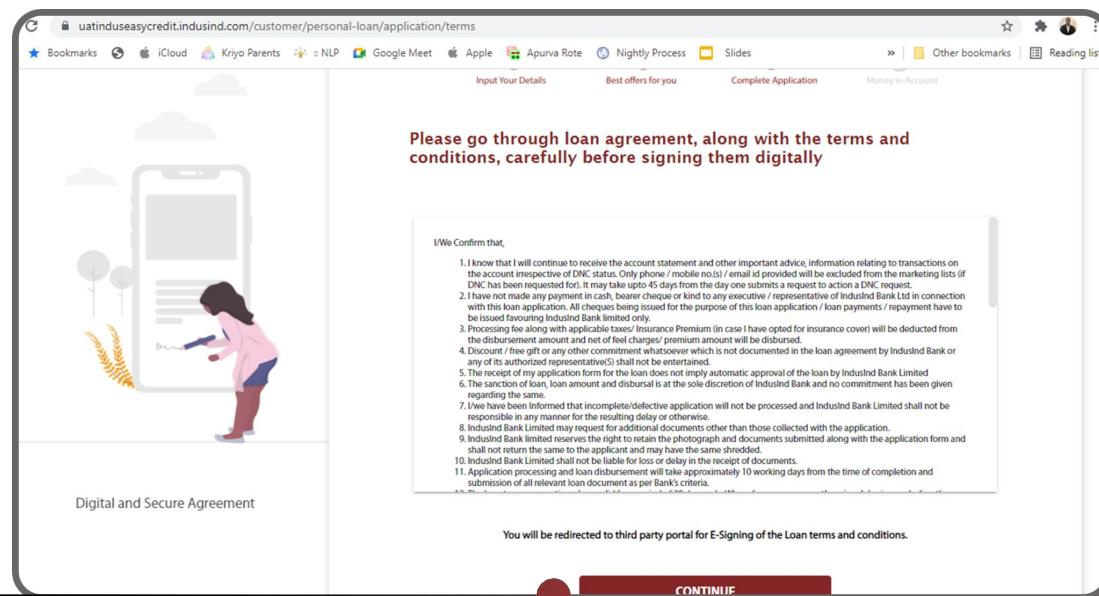 uatinduseasycredit.indusind.com/customer/personal-loan/application/terms
Bookmarks iCloud Kriyo Parents :: NLP Google Meet Apple Apurva Rote Nightly Process Slides » Other bookmarks Reading list
Input Your Details Best offers for you Complete Application Money in Account
Please go through loan agreement, along with the terms and
conditions, carefully before signing them digitally
I/We Confirm that,
1. I know that I will continue to receive the account statement and other important advice, information relating to transactions on
the account irrespective of DNC status. Only phone / mobile no.(s) / email id provided will be excluded from the marketing lists (if
DNC has been requested for). It may take upto 45 days from the day one submits a request to action a DNC request.
2. I have not made any payment in cash, bearer cheque or kind to any executive / representative of IndusInd Bank Ltd in connection
with this loan application. All cheques being issued for the purpose of this loan application / loan payments / repayment have to
be issued favouring IndusInd Bank limited only.
3. Processing fee along with applicable taxes/ Insurance Premium (in case I have opted for insurance cover) will be deducted from
the disbursement amount and net of feel charges/ premium amount will be disbursed.
4. Discount / free gift or any other commitment whatsoever which is not documented in the loan agreement by IndusInd Bank or
any of its authorized representative(S) shall not be entertained.
5. The receipt of my application form for the loan does not imply automatic approval of the loan by IndusInd Bank Limited
6. The sanction of loan, loan amount and disbursal is at the sole discretion of IndusInd Bank and no commitment has been given
regarding the same.
7. I/we have been Informed that incomplete/defective application will not be processed and IndusInd Bank Limited shall not be
responsible in any manner for the resulting delay or otherwise.
8. IndusInd Bank Limited may request for additional documents other than those collected with the application.
9. IndusInd Bank limited reserves the right to retain the photograph and documents submitted along with the application form and
shall not return the same to the applicant and may have the same shredded.
10. IndusInd Bank Limited shall not be liable for loss or delay in the receipt of documents.
11. Application processing and loan disbursement will take approximately 10 working days from the time of completion and
submission of all relevant loan document as per Bank's criteria.
Digital and Secure Agreement
You will be redirected to third party portal for E-Signing of the Loan terms and conditions.
CONTINUE